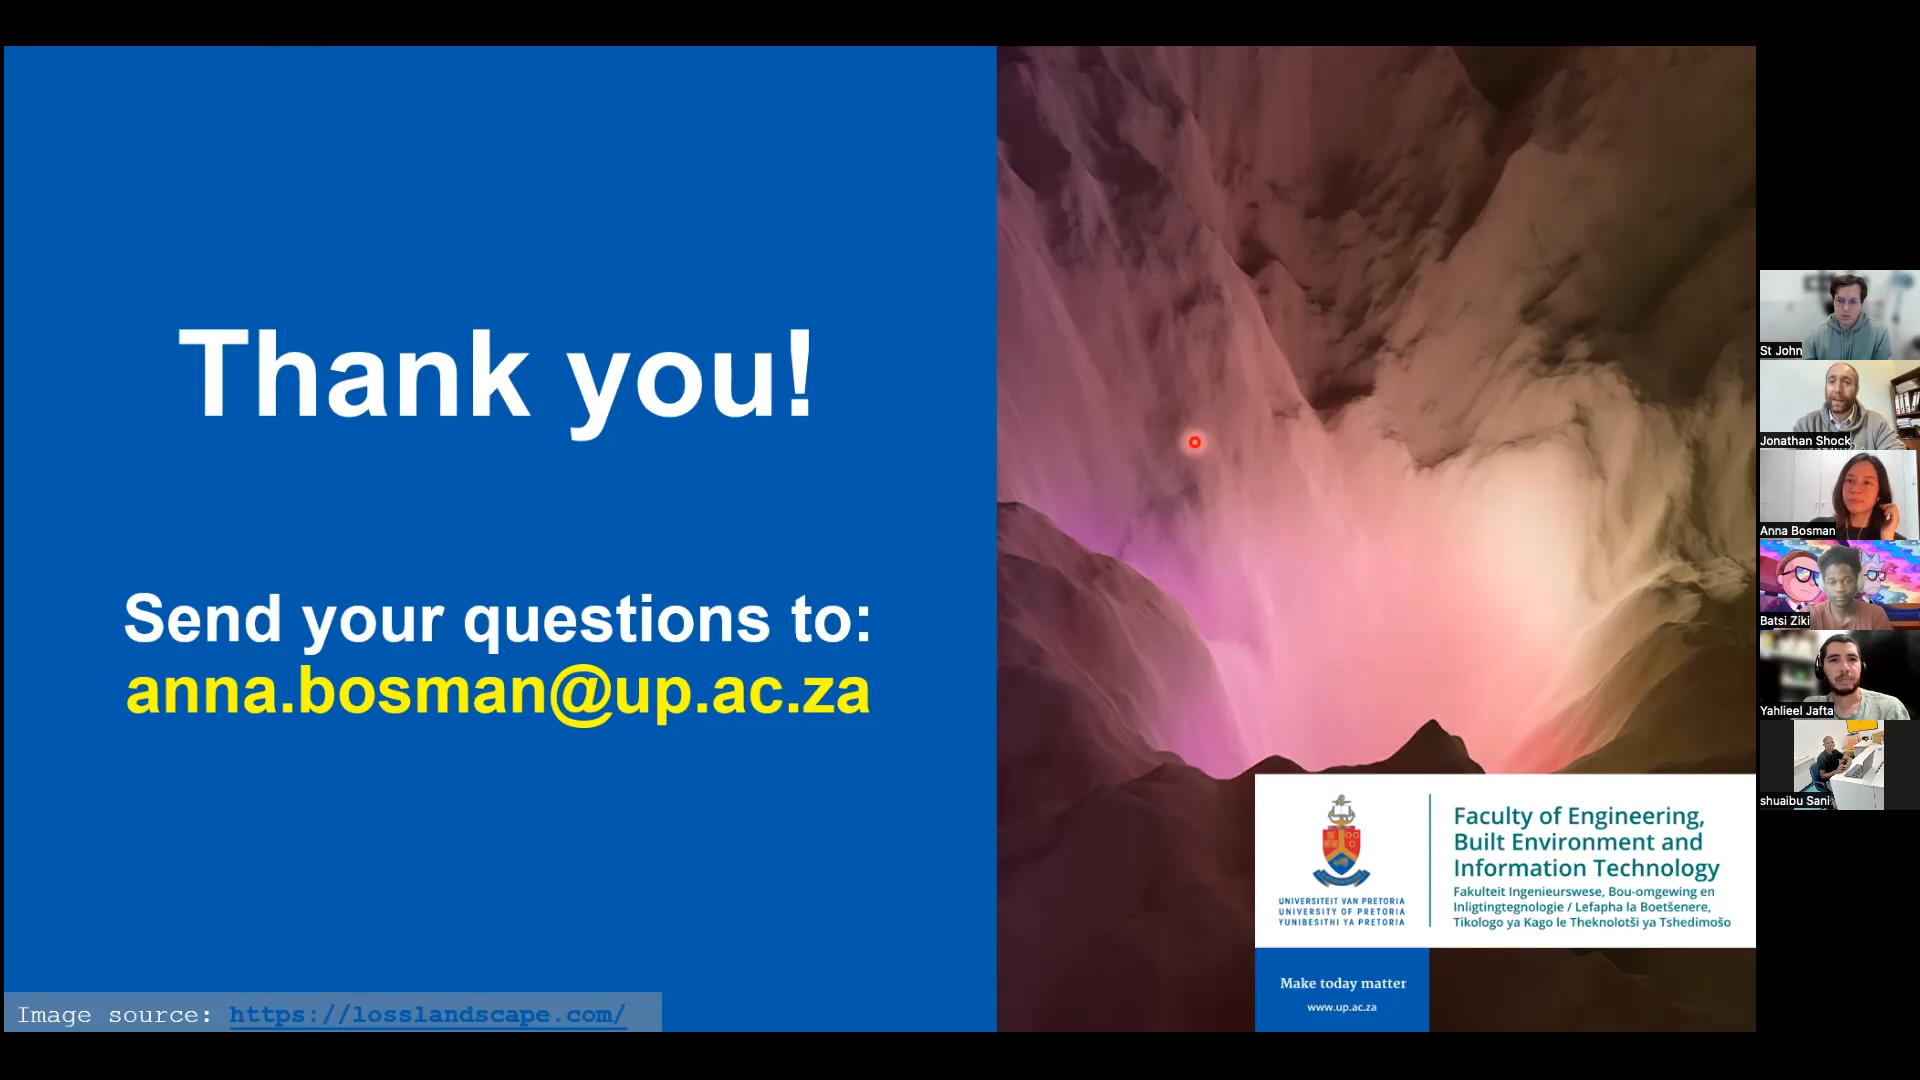 Thank you!
Send your questions to:
anna.bosman@up.ac.za
Image source: https://losslandscape.com/
UNIVERSITEIT VAN PRETORIA
UNIVERSITY OF PRETORIA
YUNIBESITHI YA PRETORIA
Faculty of Engineering,
Built Environment and
Information Technology
Fakulteit Ingenieurswese, Bou-omgewing en
Inligtingtegnologie / Lefapha la Boetšenere,
Tikologo ya Kago le Theknolotši ya Tshedimošo
Make today matter
www.up.ac.za
St John
Jonathan Shock
Anna Bosman
Batsi Ziki
Yahlieel Jafta
shuaibu Sani